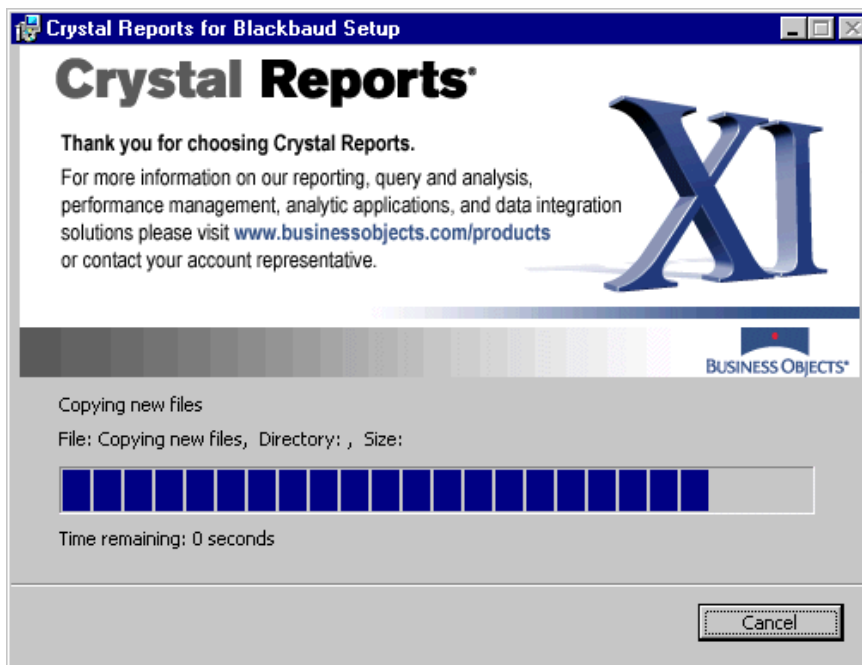 Crystal Reports for Blackbaud Setup
Crystal Reports®
Thank you for choosing Crystal Reports.
For more information on our reporting, query and analysis,
performance management, analytic applications, and data integration
solutions please visit www.businessobjects.com/products
or contact your account representative.
XI
BUSINESS OBJECTS®
Copying new files
File: Copying new files, Directory: , Size:
Time remaining: 0 seconds
Cancel